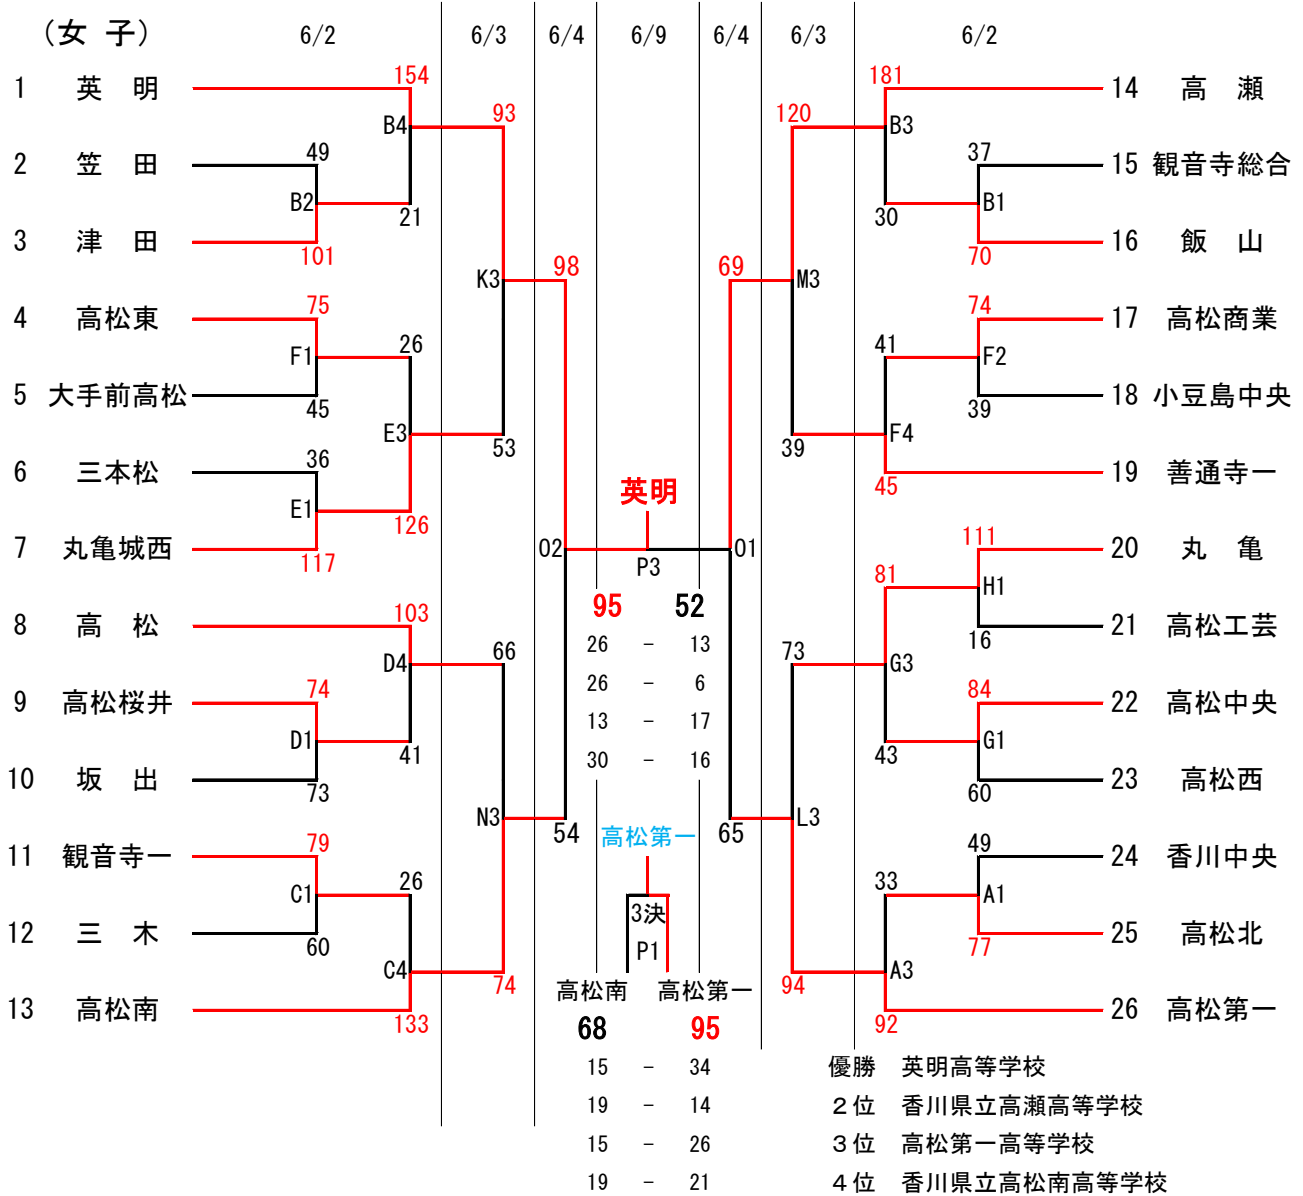 (女 子)
6/2 6/3 6/4 6/9 6/4 6/3 6/2
154 181
1 英 明 14 高 瀬
93 120
B4 B3
49 37
2 笠 田 15 観音寺総合
B2 B1
21 30
3 津 田 16 飯 山
101 70
K3 98 69 M3
75 74
4 高松東 17 高松商業
26 41
F1 F2
5 大手前高松 18 小豆島中央
45 39
E3 F4
53 39
36
6 三本松 19 善通寺一
英明 45
E1
126
7 丸亀城西 20 丸 亀
117 111
O2 O1
P3
81 H1
95 52
103
8 高 松 21 高松工芸
16
26 - 13
66 73
D4 G3
26 - 6
74 84
9 高松桜井 22 高松中央
13 - 17
D1 G1
41 43
30 - 16
10 坂 出 23 高松西
73 60
N3 L3
54 高松第一 65
79 49
11 観音寺一 24 香川中央
26 33
C1 A1
3決
12 三 木 25 高松北
60 77
P1
C4 A3
74 94
高松南 高松第一
13 高松南 26 高松第一
133 92
68 95
15 - 34
優勝 英明高等学校
19 - 14
2位 香川県立高瀬高等学校
15 - 26
3位 高松第一高等学校
19 - 21
4位 香川県立高松南高等学校